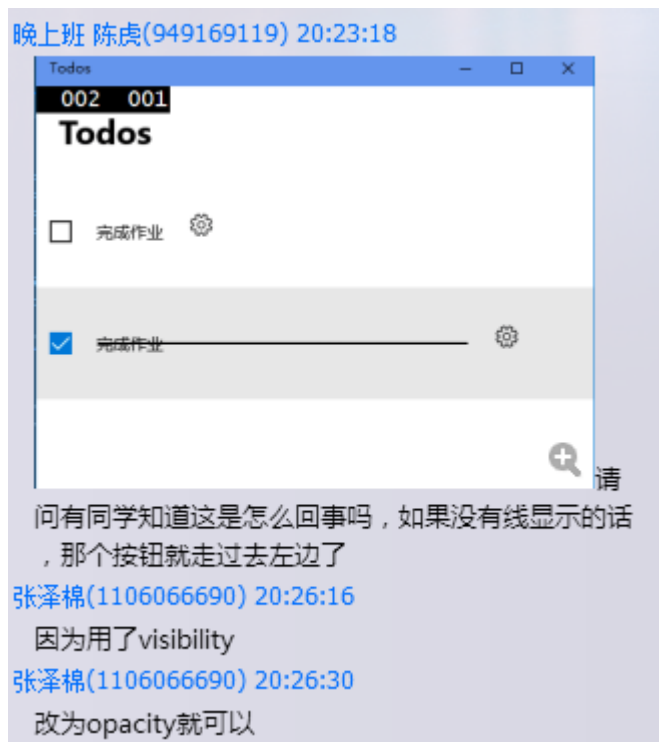 晚上班 陈虎(949169119) 20:23:18
Todos
002 001
Todos
完成作业
完成作业
请
问有同学知道这是怎么回事吗，如果没有线显示的话
，那个按钮就走过去左边了
张泽棉(1106066690) 20:26:16
因为用了visibility
张泽棉(1106066690) 20:26:30
改为opacity就可以